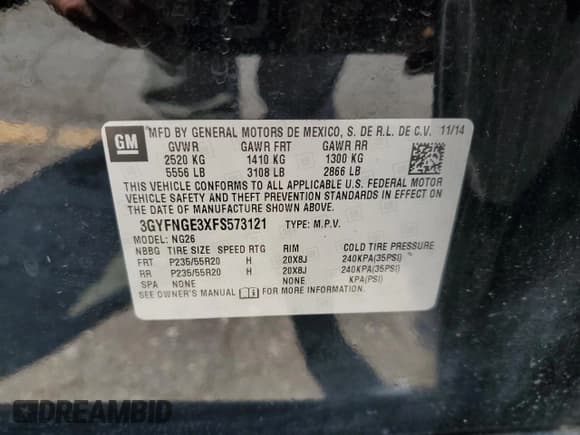 GM
MFD BY GENERAL MOTORS DE MEXICO, S. DE R.L. DE C.V. 11/14
GVWR GAWR FRT GAWR RR
2520 KG 1410 KG 1300 KG
5556 LB 3108 LB 2866 LB
THIS VEHICLE CONFORMS TO ALL APPLICABLE U.S. FEDERAL MOTOR
VEHICLE SAFETY AND THEFT PREVENTION STANDARDS IN EFFECT ON
THE DATE OF MANUFACTURE SHOWN ABOVE.
3GYFNGE3XFS573121 TYPE: M.P.V.
MODEL: NG26
NBBG TIRE SIZE SPEED RTG RIM COLD TIRE PRESSURE
FRT P235/55R20 H 20X8J 240KPA(35PSI)
RR P235/55R20 H 20X8J 240KPA(35PSI)
SPA NONE NONE KPA(PSI)
SEE OWNER'S MANUAL FOR MORE INFORMATION.
DREAMBID